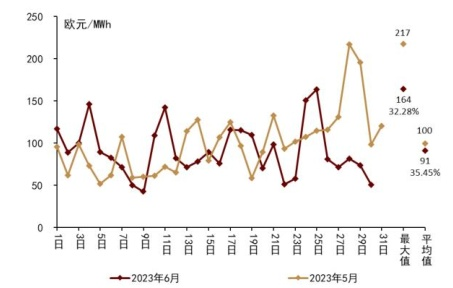 欧元/MWh
250
200
150
100
50
0
217
164
32.28%
100
91
35.45%
1日
3日
5日
7日
9日
11日
13日
15日
17日
19日
21日
23日
25日
27日
29日
31日
最大值
平均值
2023年6月
2023年5月